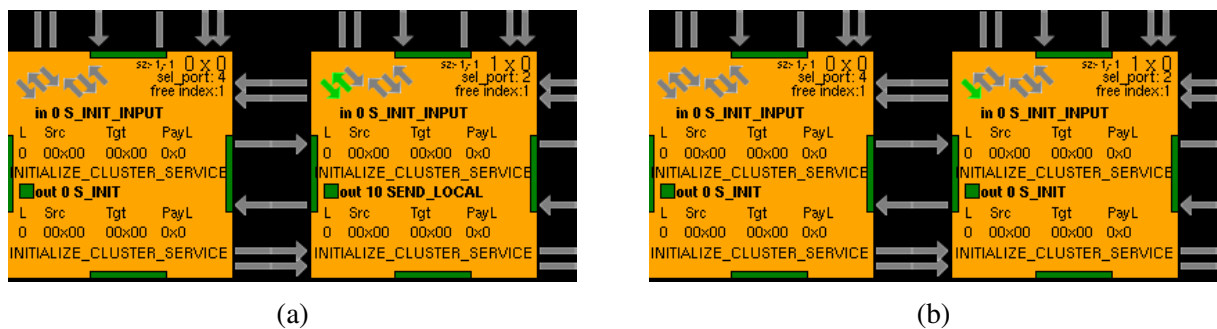 sz:-1,-1 0 x 0
sel_port: 4
free index:1
in 0 S_INIT_INPUT
L Src Tgt PayL
0 00x00 00x00 0x0
INITIALIZE_CLUSTER_SERVICE
out 0 S_INIT
L Src Tgt PayL
0 00x00 00x00 0x0
INITIALIZE_CLUSTER_SERVICE
sz:-1,-1 1 x 0
sel_port: 2
free index:1
in 0 S_INIT_INPUT
L Src Tgt PayL
0 00x00 00x00 0x0
INITIALIZE_CLUSTER_SERVICE
out 10 SEND_LOCAL
L Src Tgt PayL
0 00x00 00x00 0x0
INITIALIZE_CLUSTER_SERVICE
(a)
sz:-1,-1 0 x 0
sel_port: 4
free index:1
in 0 S_INIT_INPUT
L Src Tgt PayL
0 00x00 00x00 0x0
INITIALIZE_CLUSTER_SERVICE
out 0 S_INIT
L Src Tgt PayL
0 00x00 00x00 0x0
INITIALIZE_CLUSTER_SERVICE
sz:-1,-1 1 x 0
sel_port: 2
free index:1
in 0 S_INIT_INPUT
L Src Tgt PayL
0 00x00 00x00 0x0
INITIALIZE_CLUSTER_SERVICE
out 0 S_INIT
L Src Tgt PayL
0 00x00 00x00 0x0
INITIALIZE_CLUSTER_SERVICE
(b)